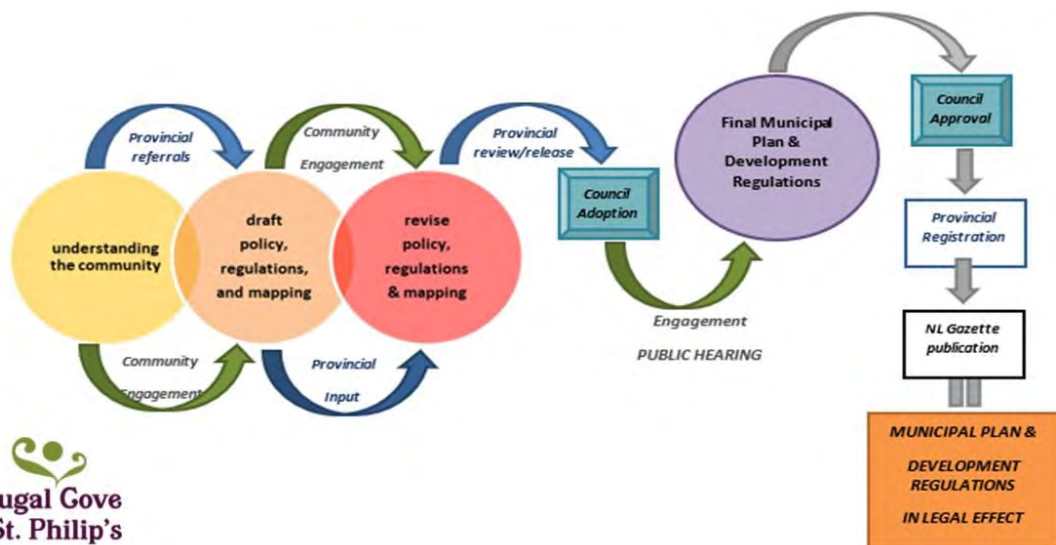 Provincial
referrals
Community
Engagement
Provincial
review/release
understanding
the community
draft
policy,
regulations,
and mapping
revise
policy,
regulations
& mapping
Community
Engagement
Provincial
Input
Council
Adoption
Engagement
PUBLIC HEARING
Final Municipal
Plan &
Development
Regulations
Council
Approval
Provincial
Registration
NL Gazette
publication
MUNICIPAL PLAN &
DEVELOPMENT
REGULATIONS
IN LEGAL EFFECT
ugal Gove
St. Philip's